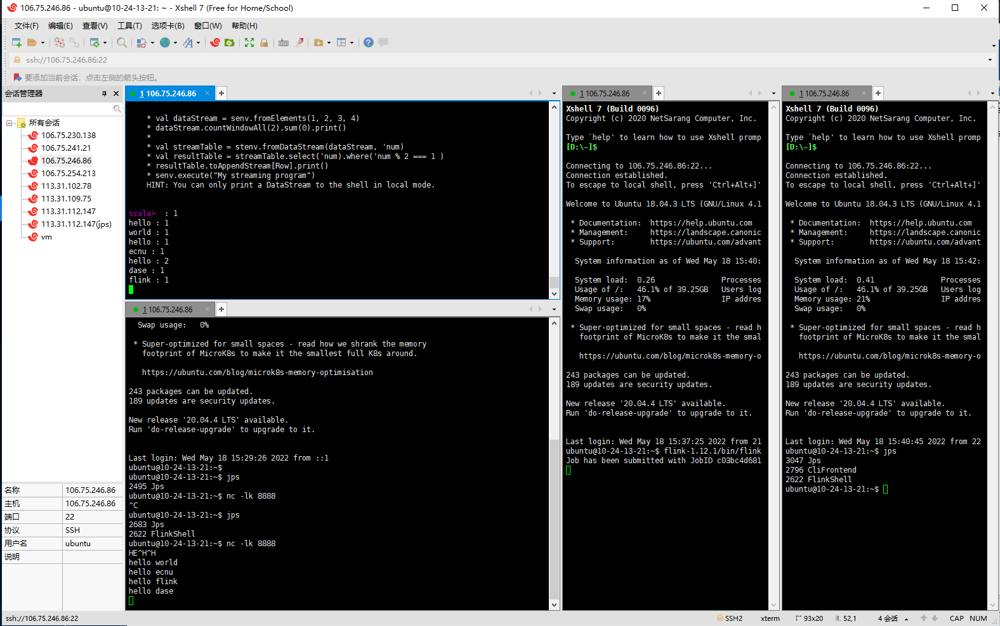 106.75.246.86 - ubuntu@10-24-13-21: ~ - Xshell 7 (Free for Home/School)
文件(F) 编辑(E) 查看(V) 工具(T) 选项卡(B) 窗口(W) 帮助(H)
ssh://106.75.246.86:22
要添加当前会话，点击左侧的箭头按钮。
会话管理器
所有会话
106.75.230.138
106.75.241.21
106.75.246.86
106.75.254.213
113.31.102.78
113.31.109.75
113.31.112.147
113.31.112.147(jps)
vm
名称 106.75.246.86
主机 106.75.246.86
端口 22
协议 SSH
用户名 ubuntu
说明
1 106.75.246.86
* val dataStream = senv.fromElements(1, 2, 3, 4)
* dataStream.countWindowAll(2).sum(0).print()
*
* val streamTable = stenv.fromDataStream(dataStream, 'num)
* val resultTable = streamTable.select('num).where('num % 2 === 1 )
* resultTable.toAppendStream[Row].print()
* senv.execute("My streaming program")
HINT: You can only print a DataStream to the shell in local mode.
scala>  : 1
hello : 1
world : 1
hello : 1
ecnu : 1
hello : 2
dase : 1
flink : 1
1 106.75.246.86
Swap usage:   0%
* Super-optimized for small spaces - read how we shrank the memory
footprint of MicroK8s to make it the smallest full K8s around.
https://ubuntu.com/blog/microk8s-memory-optimisation
243 packages can be updated.
189 updates are security updates.
New release '20.04.4 LTS' available.
Run 'do-release-upgrade' to upgrade to it.
Last login: Wed May 18 15:29:26 2022 from ::1
ubuntu@10-24-13-21:~$
ubuntu@10-24-13-21:~$ jps
2495 Jps
ubuntu@10-24-13-21:~$ nc -lk 8888
^C
ubuntu@10-24-13-21:~$ jps
2683 Jps
2622 FlinkShell
ubuntu@10-24-13-21:~$ nc -lk 8888
HE^H^H
hello world
hello ecnu
hello flink
hello dase
1 106.75.246.86
Xshell 7 (Build 0096)
Copyright (c) 2020 NetSarang Computer, Inc.
Type `help' to learn how to use Xshell promp
[D:\~]$
Connecting to 106.75.246.86:22...
Connection established.
To escape to local shell, press 'Ctrl+Alt+]'
Welcome to Ubuntu 18.04.3 LTS (GNU/Linux 4.1
* Documentation:  https://help.ubuntu.com
* Management:     https://landscape.canonic
* Support:        https://ubuntu.com/advant
System information as of Wed May 18 15:40:
System load:  0.26               Processes
Usage of /:   46.1% of 39.25GB   Users log
Memory usage: 17%                IP addres
Swap usage:   0%
* Super-optimized for small spaces - read h
footprint of MicroK8s to make it the smal
https://ubuntu.com/blog/microk8s-memory-o
243 packages can be updated.
189 updates are security updates.
New release '20.04.4 LTS' available.
Run 'do-release-upgrade' to upgrade to it.
Last login: Wed May 18 15:37:25 2022 from 21
ubuntu@10-24-13-21:~$ flink-1.12.1/bin/flink
Job has been submitted with JobID c03bc4d681
1 106.75.246.86
Xshell 7 (Build 0096)
Copyright (c) 2020 NetSarang Computer, Inc.
Type `help' to learn how to use Xshell promp
[D:\~]$
Connecting to 106.75.246.86:22...
Connection established.
To escape to local shell, press 'Ctrl+Alt+]'
Welcome to Ubuntu 18.04.3 LTS (GNU/Linux 4.1
* Documentation:  https://help.ubuntu.com
* Management:     https://landscape.canonic
* Support:        https://ubuntu.com/advant
System information as of Wed May 18 15:42:
System load:  0.41               Processes
Usage of /:   46.1% of 39.25GB   Users log
Memory usage: 21%                IP addres
Swap usage:   0%
* Super-optimized for small spaces - read h
footprint of MicroK8s to make it the smal
https://ubuntu.com/blog/microk8s-memory-o
243 packages can be updated.
189 updates are security updates.
New release '20.04.4 LTS' available.
Run 'do-release-upgrade' to upgrade to it.
Last login: Wed May 18 15:40:45 2022 from 22
ubuntu@10-24-13-21:~$ jps
3047 Jps
2796 CliFrontend
2622 FlinkShell
ubuntu@10-24-13-21:~$
ssh://106.75.246.86:22 SSH2 xterm 93x20 52,1 4 会话 CAP NUM